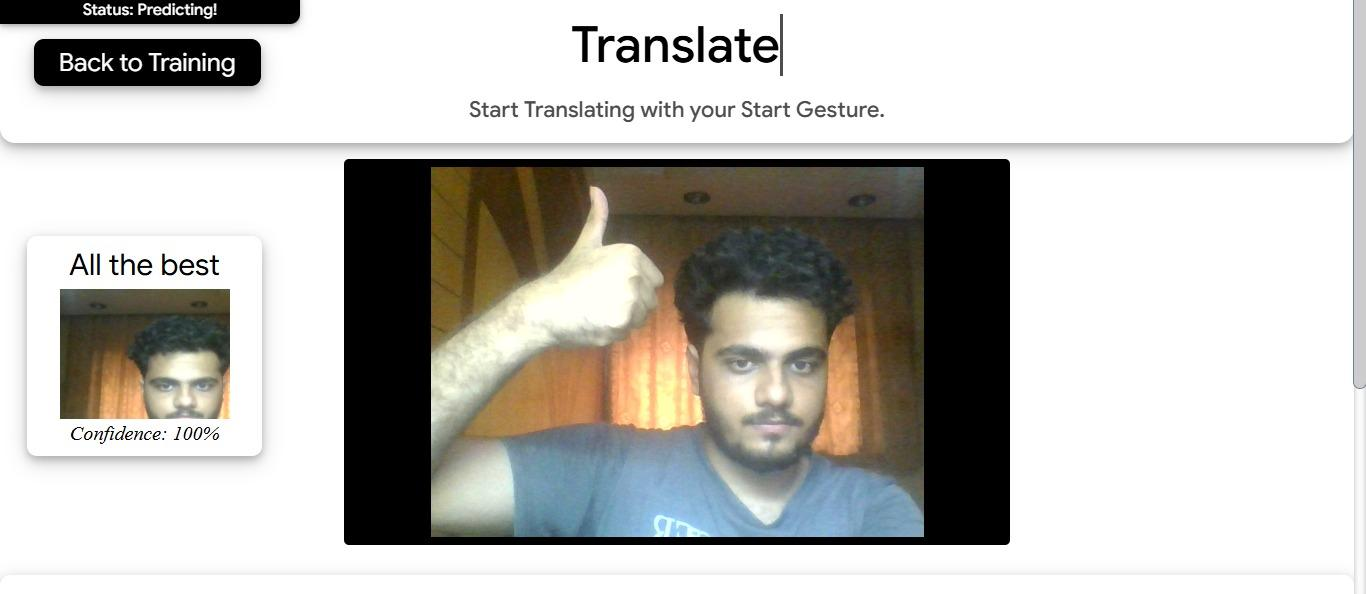 Status: Predicting!
Back to Training
Translate
Start Translating with your Start Gesture.
All the best
Confidence: 100%